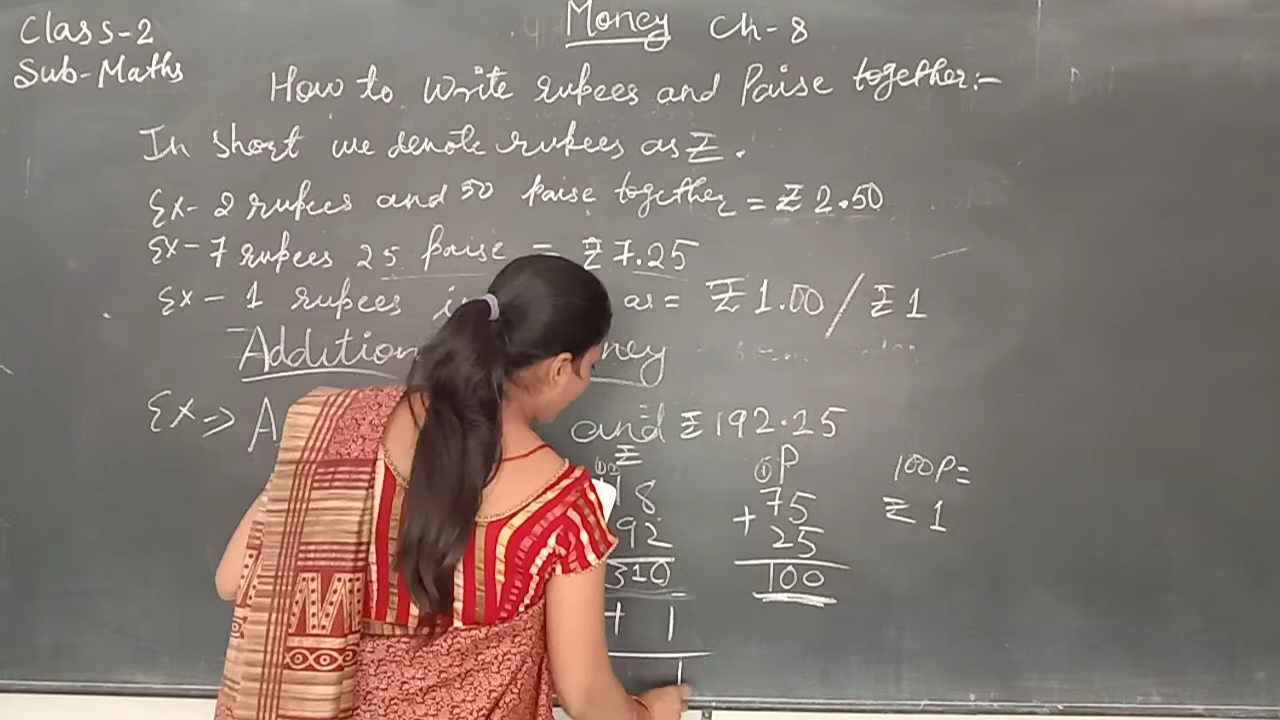 Class-2
Sub-Maths
Money Ch-8
How to write rupees and Paise together:-
In short we denote rupees as ₹.
Ex- 2 rupees and 50 paise together = ₹ 2.50
Ex- 7 rupees 25 paise = ₹7.25
Ex- 1 rupees as = ₹1.00 / ₹1
Addition
Ex⇒ and ₹192.25
₹ P 100P=
18 75 ₹ 1
92 + 25
310 100
+ 1
1